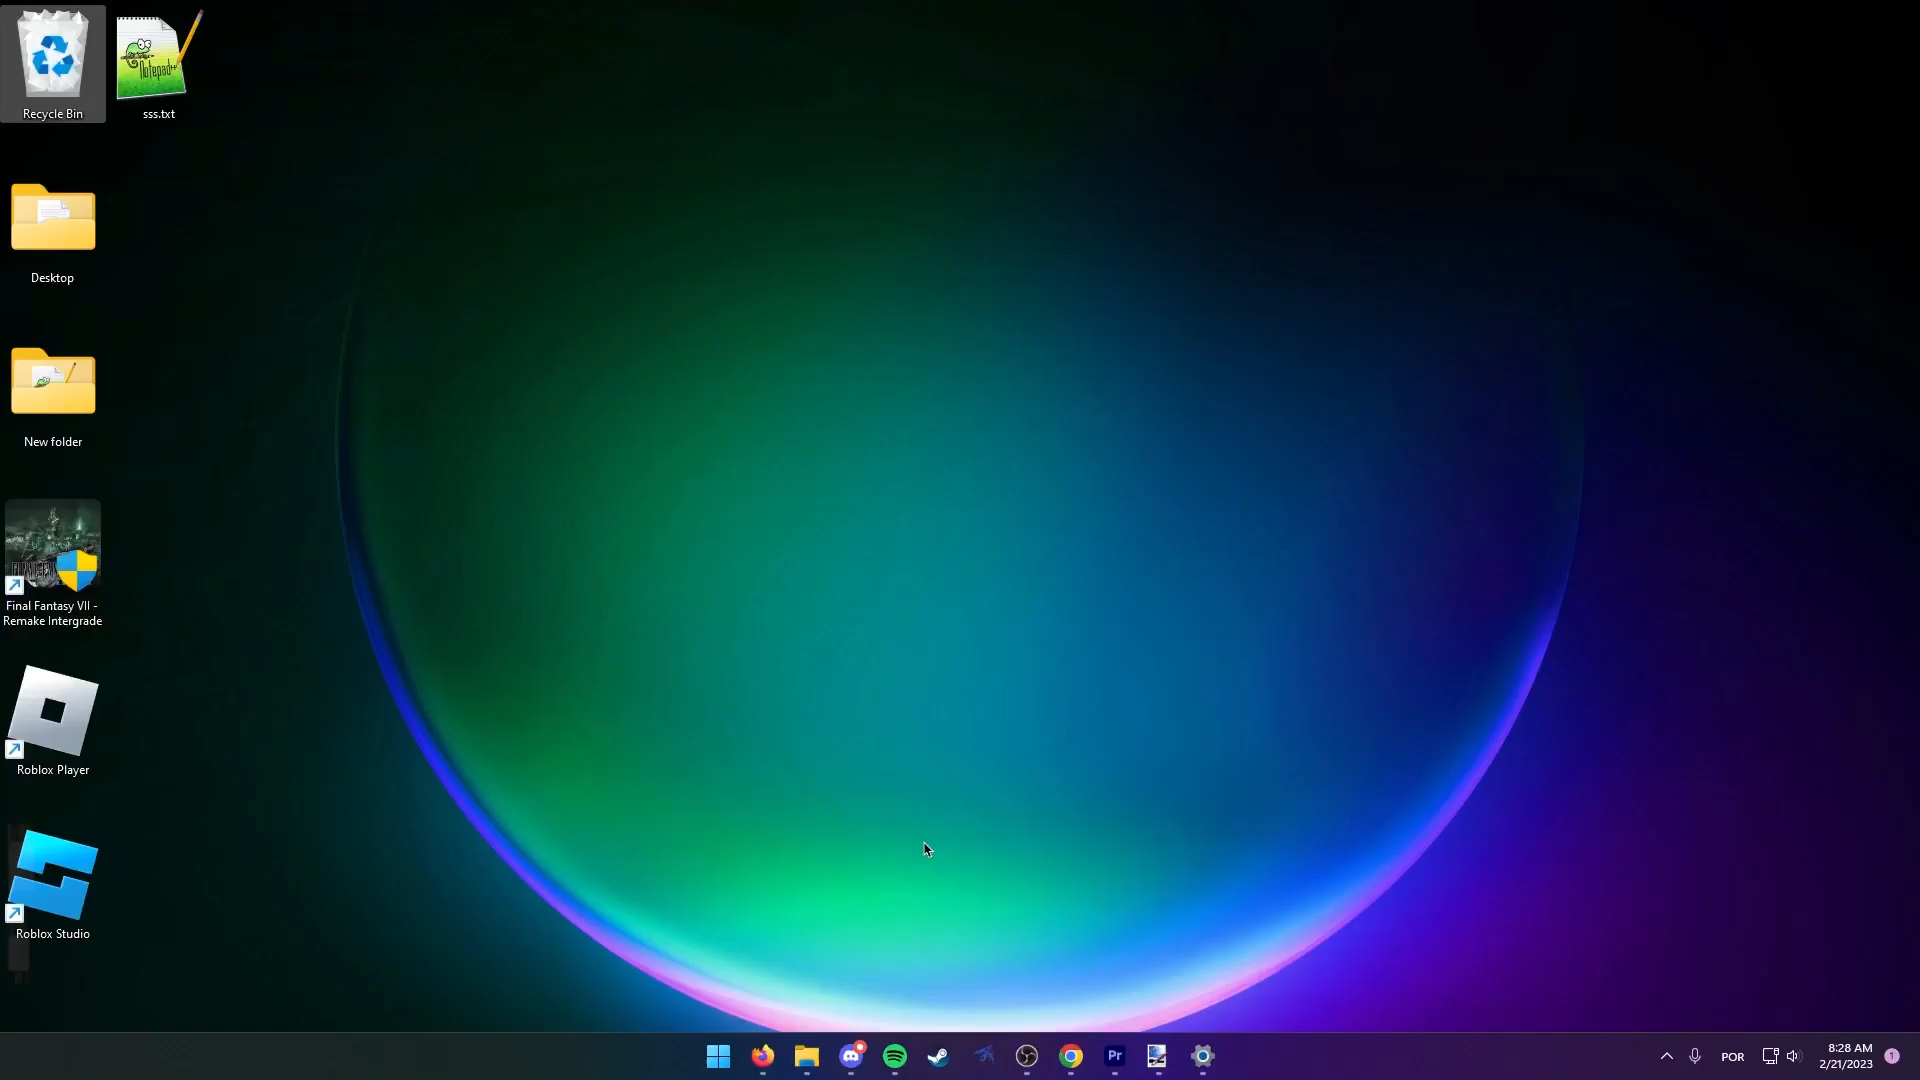 Recycle Bin
Notepad++
sss.txt
Desktop
New folder
Final Fantasy VII -
Remake Intergrade
Roblox Player
Roblox Studio
Pr
POR
8:28 AM
2/21/2023
1